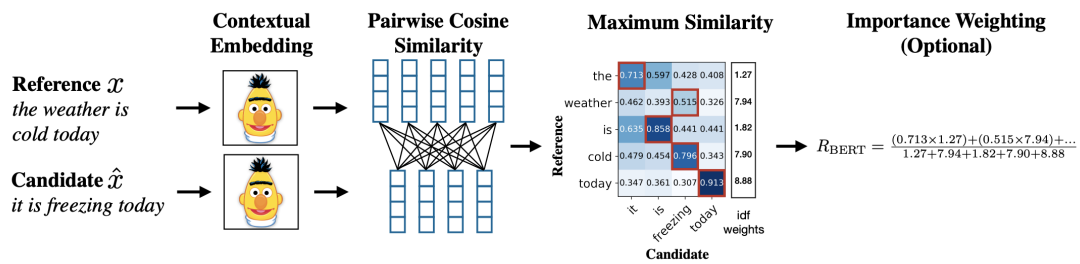 Contextual
Embedding
Pairwise Cosine
Similarity
Maximum Similarity
Importance Weighting
(Optional)
Reference x
the weather is
cold today
Candidate x̂
it is freezing today
Reference
the 0.713 0.597 0.428 0.408 1.27
weather 0.462 0.393 0.515 0.326 7.94
is 0.635 0.858 0.441 0.441 1.82
cold 0.479 0.454 0.796 0.343 7.90
today 0.347 0.361 0.307 0.913 8.88
it is freezing today
idf
weights
Candidate
R_BERT = (0.713×1.27)+(0.515×7.94)+... / 1.27+7.94+1.82+7.90+8.88